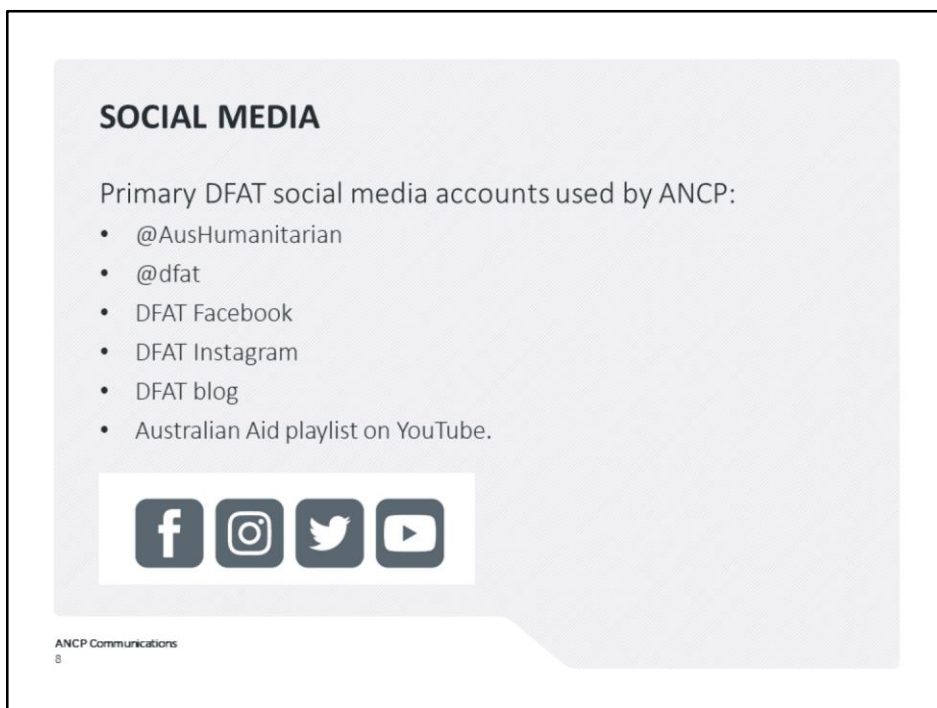 SOCIAL MEDIA
Primary DFAT social media accounts used by ANCP:
• @AusHumanitarian
• @dfat
• DFAT Facebook
• DFAT Instagram
• DFAT blog
• Australian Aid playlist on YouTube.
ANCP Communications
8